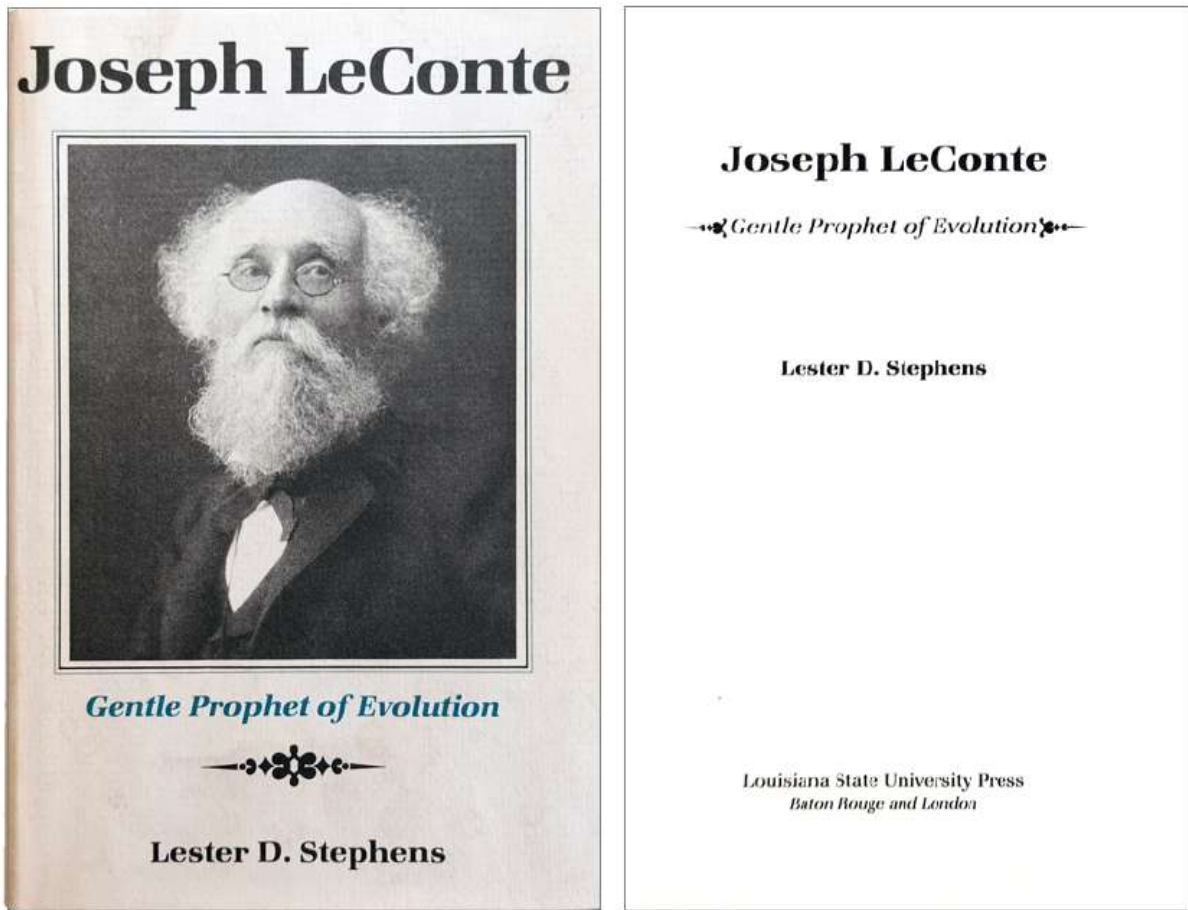 Joseph LeConte
Gentle Prophet of Evolution
Lester D. Stephens
Joseph LeConte
Gentle Prophet of Evolution
Lester D. Stephens
Louisiana State University Press
Baton Rouge and London